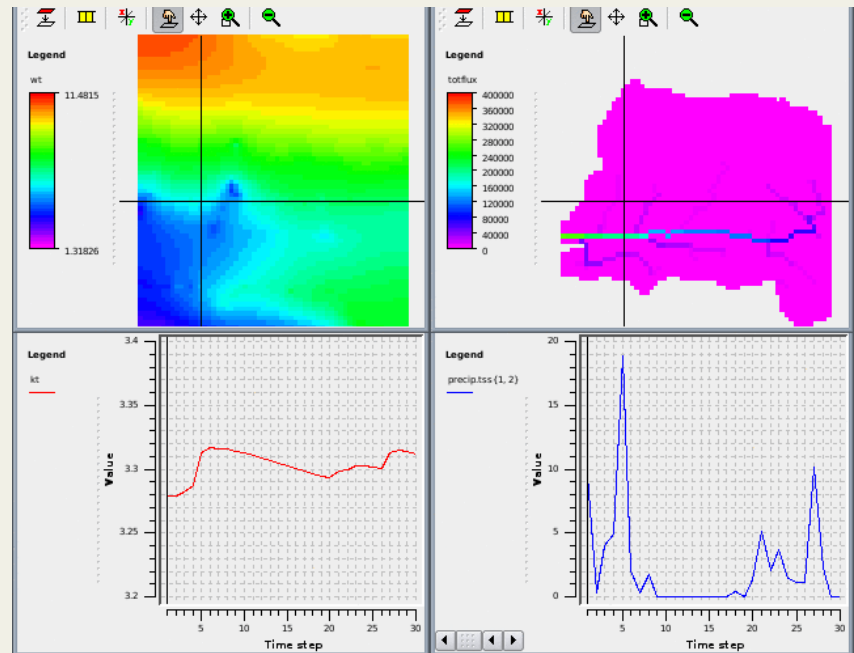 Legend
wt
11.4815
1.31826
Legend
totflux
400000
360000
320000
280000
240000
200000
160000
120000
80000
40000
0
Legend
kt
3.4
3.35
3.3
3.25
3.2
Value
5
10
15
20
25
30
Time step
Legend
precip.tss{1, 2}
20
15
10
5
0
Value
5
10
15
20
25
30
Time step